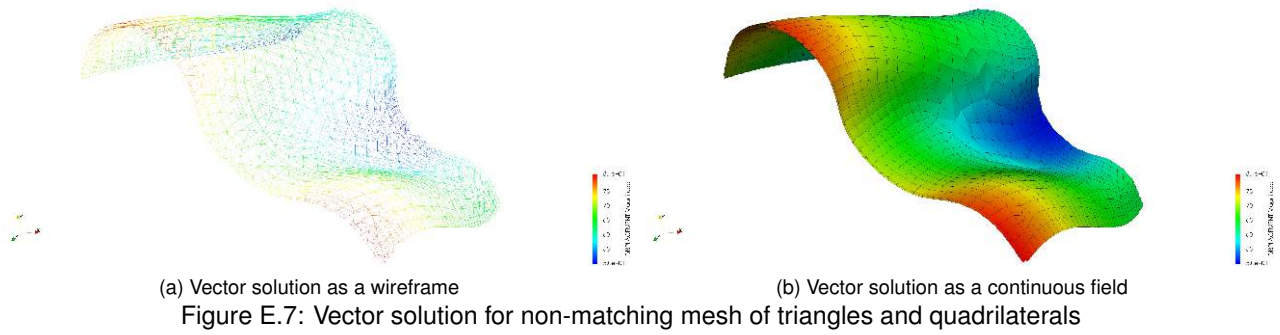 (a) Vector solution as a wireframe
(b) Vector solution as a continuous field
Figure E.7: Vector solution for non-matching mesh of triangles and quadrilaterals